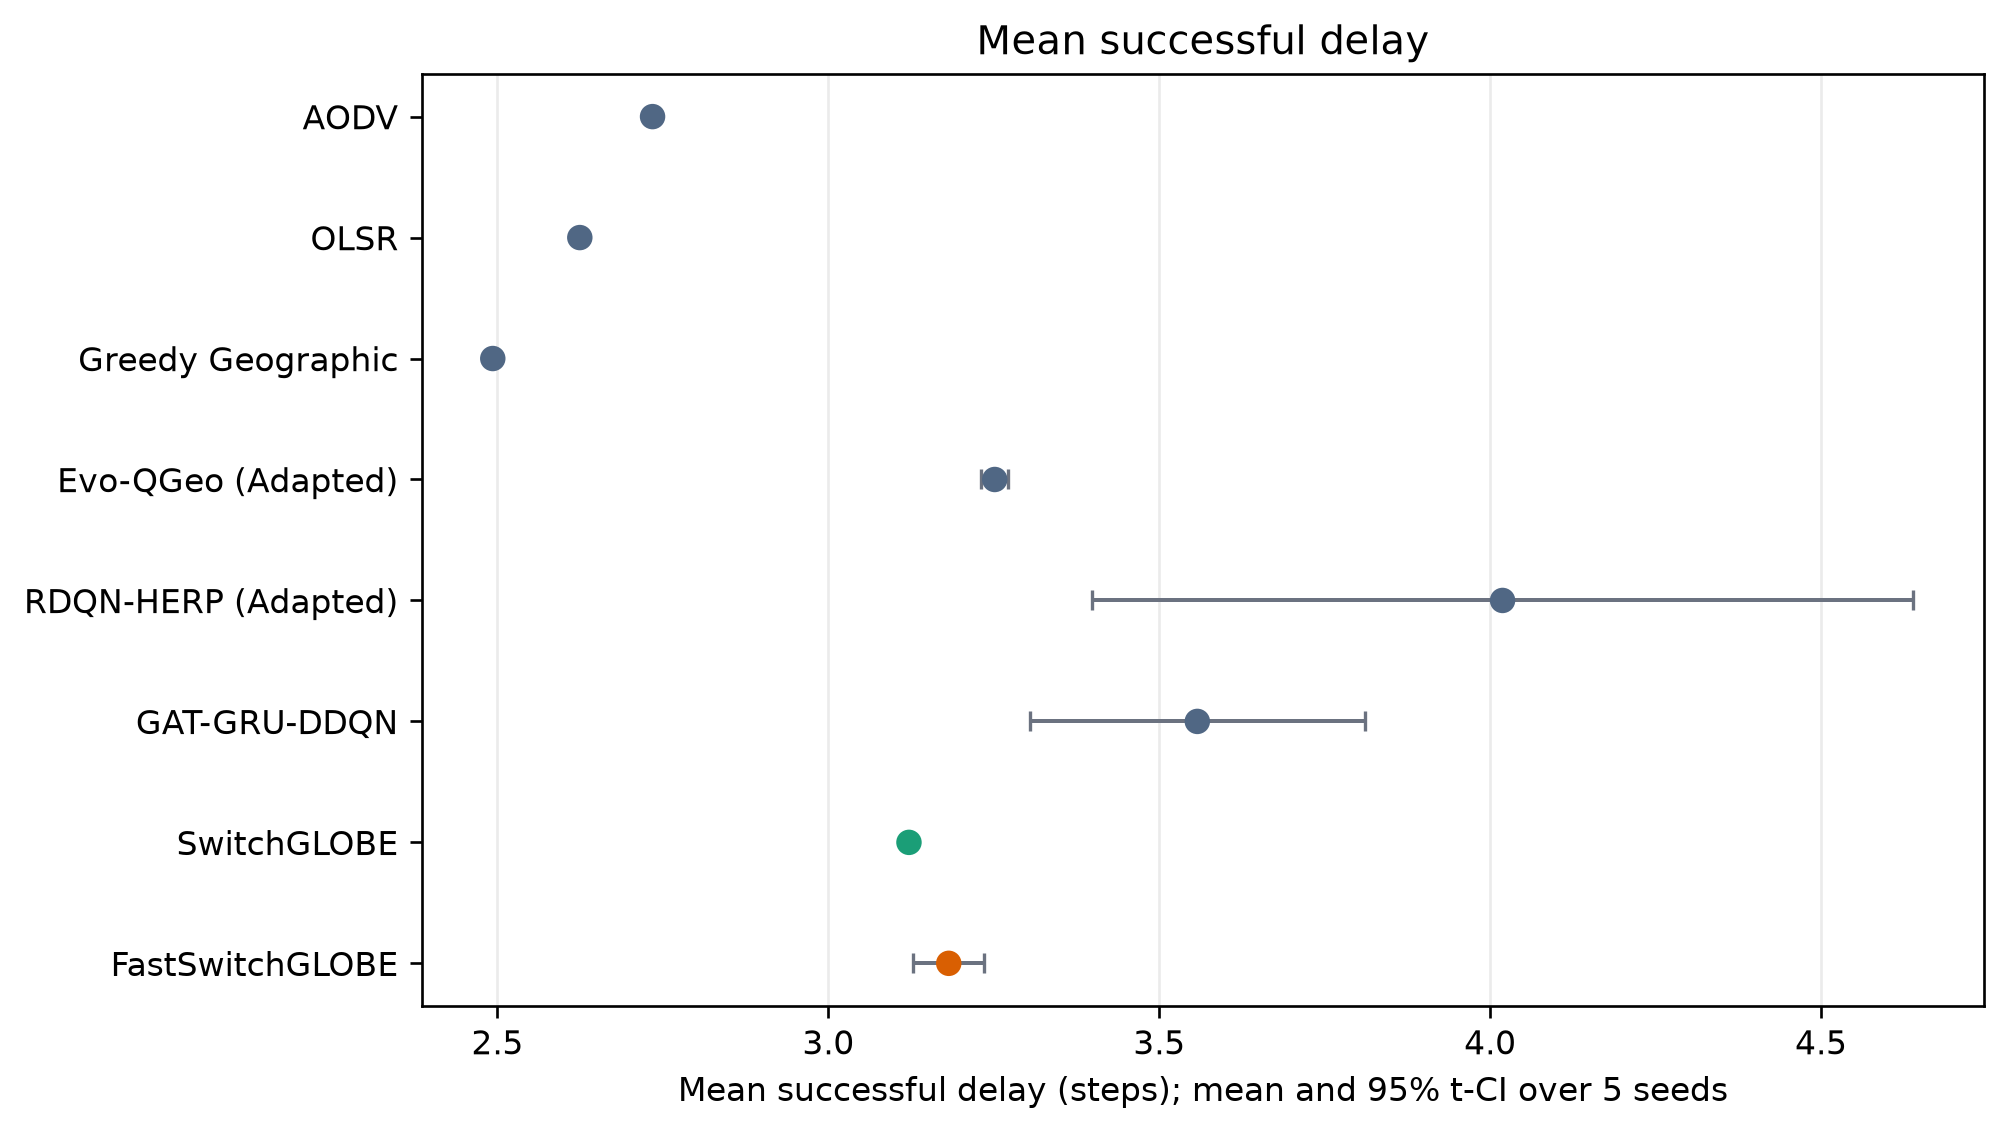 Mean successful delay
AODV
OLSR
Greedy Geographic
Evo-QGeo (Adapted)
RDQN-HERP (Adapted)
GAT-GRU-DDQN
SwitchGLOBE
FastSwitchGLOBE
2.5 3.0 3.5 4.0 4.5
Mean successful delay (steps); mean and 95% t-CI over 5 seeds